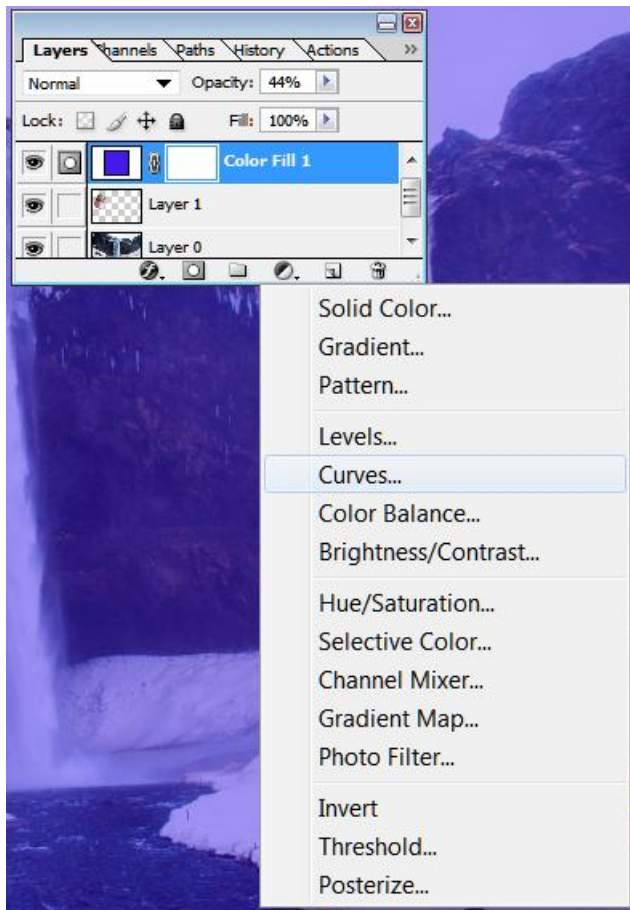 Layers Channels Paths History Actions
Normal Opacity: 44%
Lock: Fill: 100%
Color Fill 1
Layer 1
Layer 0
Solid Color...
Gradient...
Pattern...
Levels...
Curves...
Color Balance...
Brightness/Contrast...
Hue/Saturation...
Selective Color...
Channel Mixer...
Gradient Map...
Photo Filter...
Invert
Threshold...
Posterize...